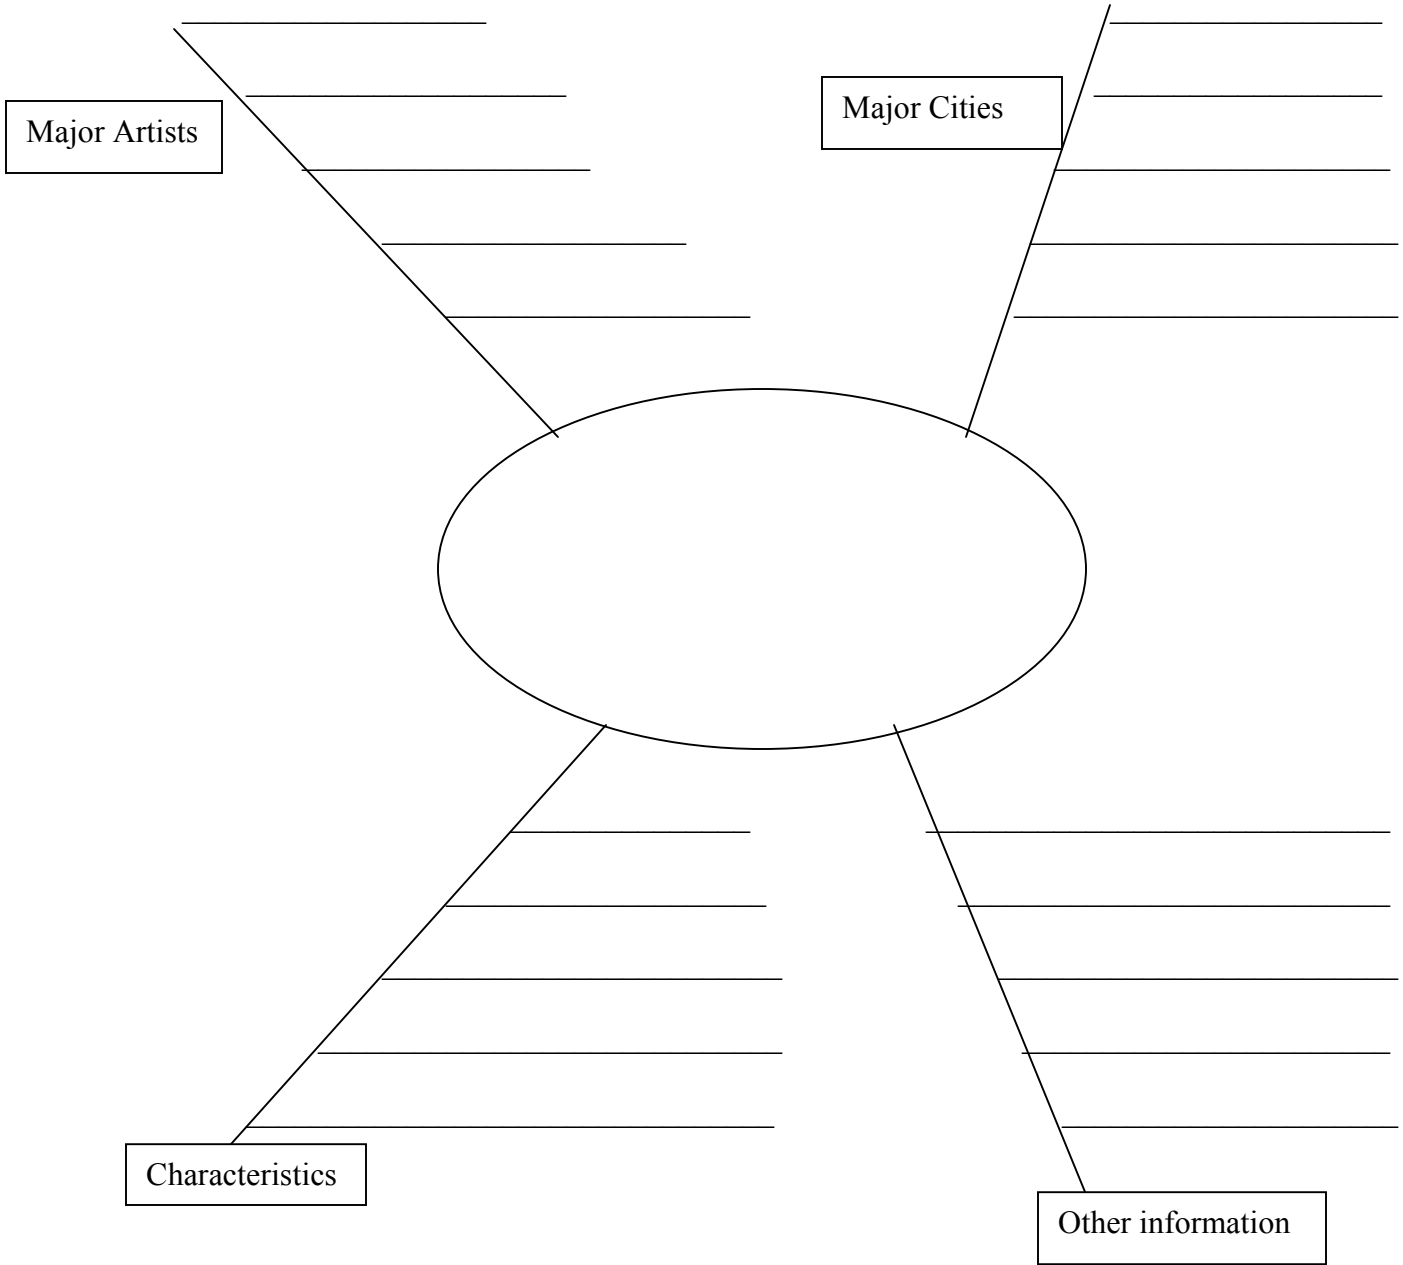 Major Artists
Major Cities
Characteristics
Other information